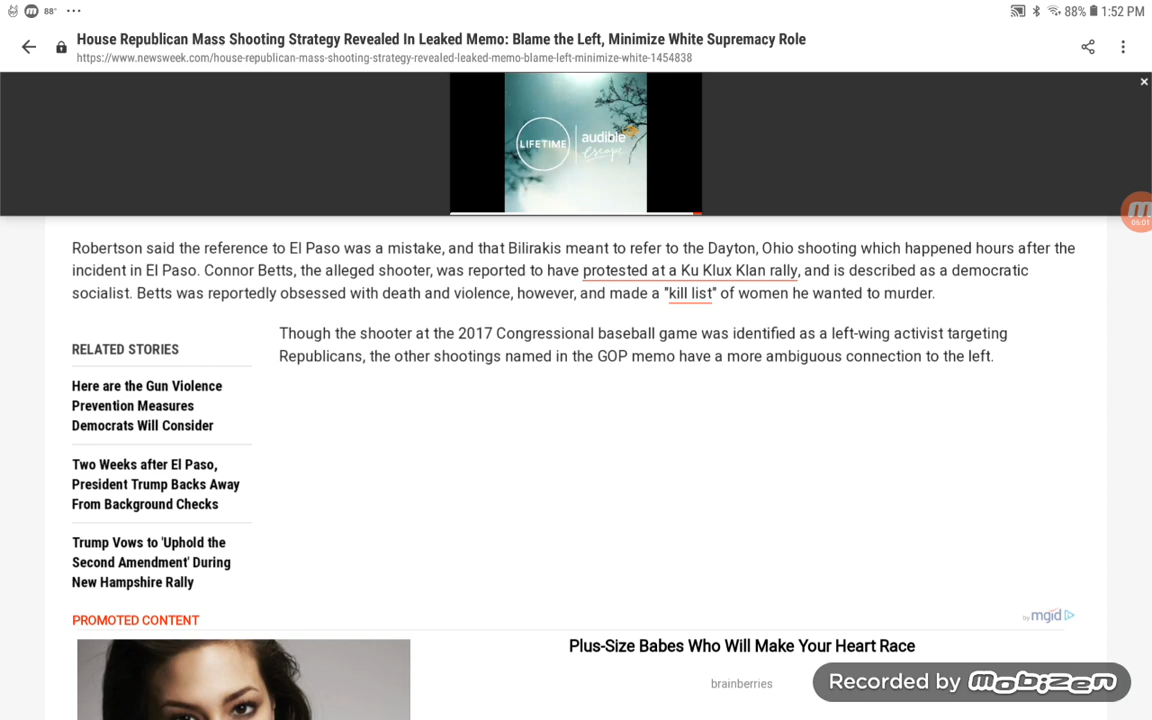 88° ...
88% 1:52 PM
House Republican Mass Shooting Strategy Revealed In Leaked Memo: Blame the Left, Minimize White Supremacy Role
https://www.newsweek.com/house-republican-mass-shooting-strategy-revealed-leaked-memo-blame-left-minimize-white-1454838
LIFETIME
audible
escape
05:01
Robertson said the reference to El Paso was a mistake, and that Bilirakis meant to refer to the Dayton, Ohio shooting which happened hours after the
incident in El Paso. Connor Betts, the alleged shooter, was reported to have protested at a Ku Klux Klan rally, and is described as a democratic
socialist. Betts was reportedly obsessed with death and violence, however, and made a "kill list" of women he wanted to murder.
Though the shooter at the 2017 Congressional baseball game was identified as a left-wing activist targeting
Republicans, the other shootings named in the GOP memo have a more ambiguous connection to the left.
RELATED STORIES
Here are the Gun Violence
Prevention Measures
Democrats Will Consider
Two Weeks after El Paso,
President Trump Backs Away
From Background Checks
Trump Vows to 'Uphold the
Second Amendment' During
New Hampshire Rally
PROMOTED CONTENT
by mgid
Plus-Size Babes Who Will Make Your Heart Race
brainberries
Recorded by mobizen